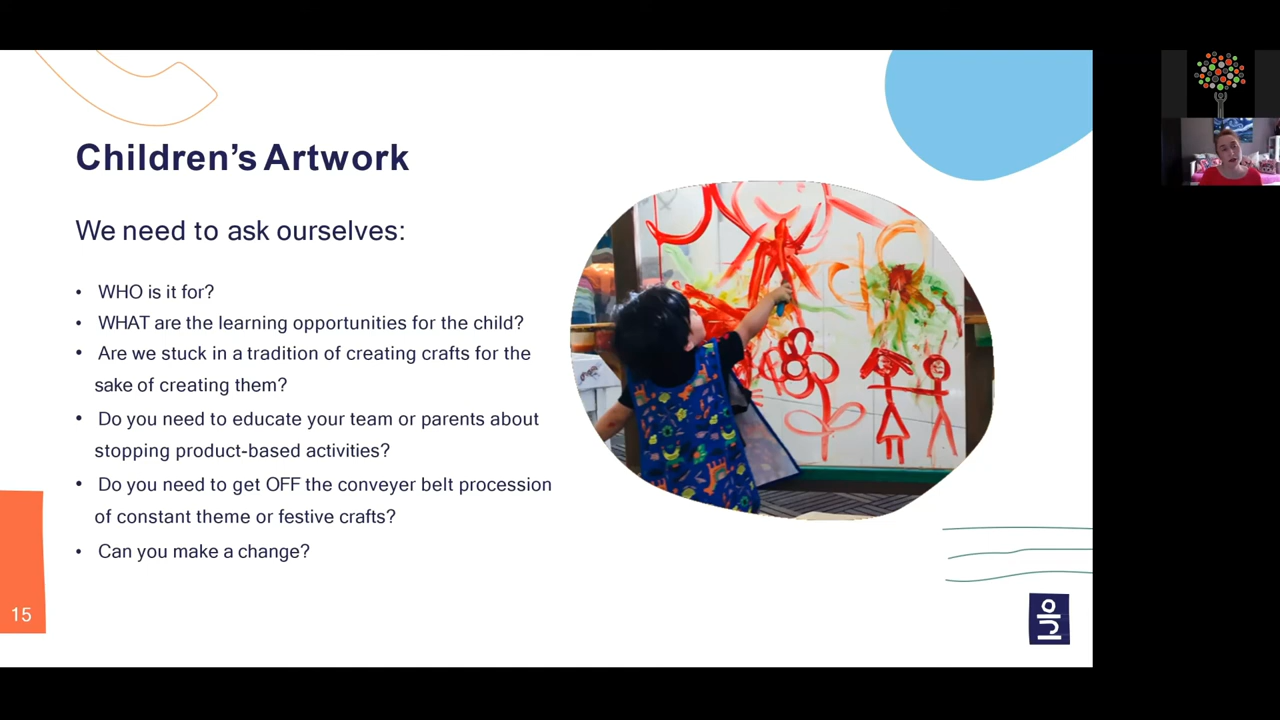 Children's Artwork
We need to ask ourselves:
• WHO is it for?
• WHAT are the learning opportunities for the child?
• Are we stuck in a tradition of creating crafts for the
sake of creating them?
• Do you need to educate your team or parents about
stopping product-based activities?
• Do you need to get OFF the conveyer belt procession
of constant theme or festive crafts?
• Can you make a change?
15